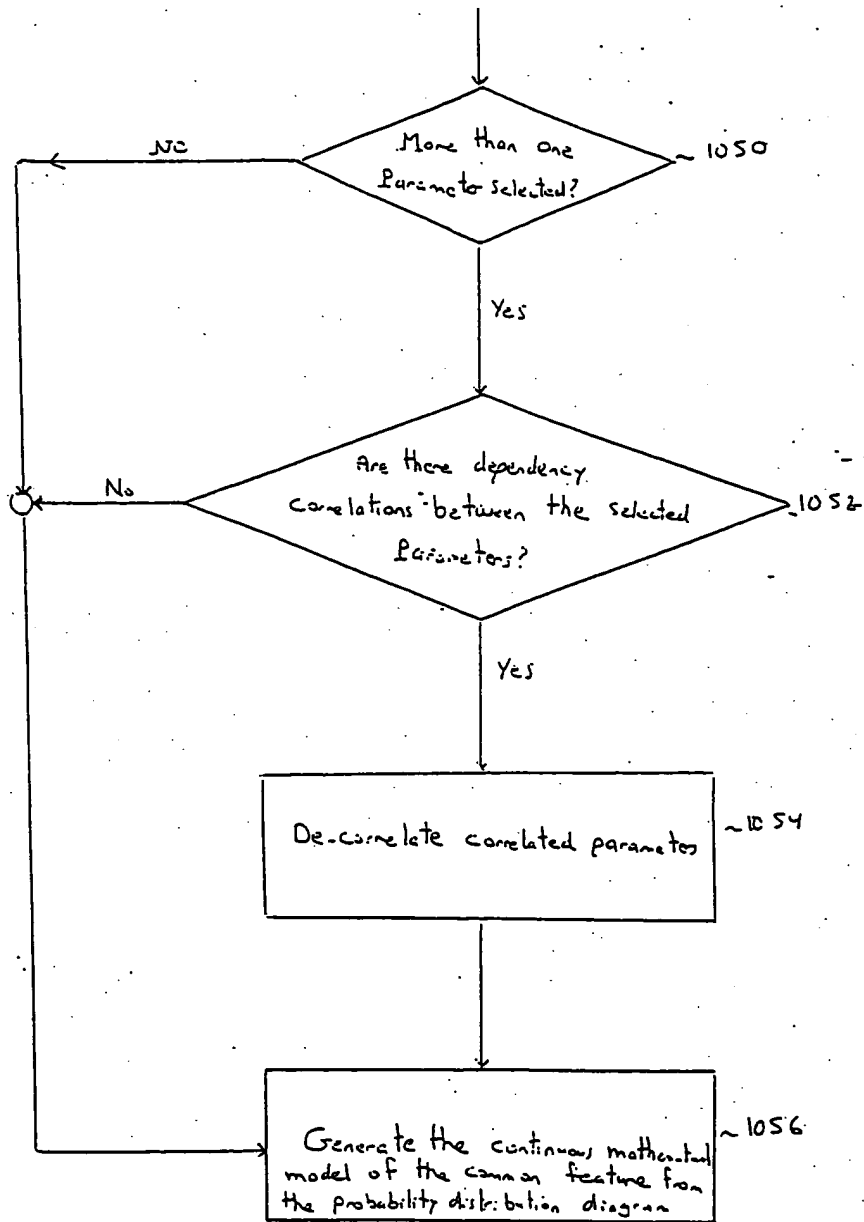 More than one
Parameter selected?
~ 1050
No
Yes
Are there dependency
correlations between the selected
Parameters?
1052
No
Yes
De-correlate correlated parameters
~ 1054
Generate the continuous mathematical
model of the common feature from
the probability distribution diagram
~ 1056